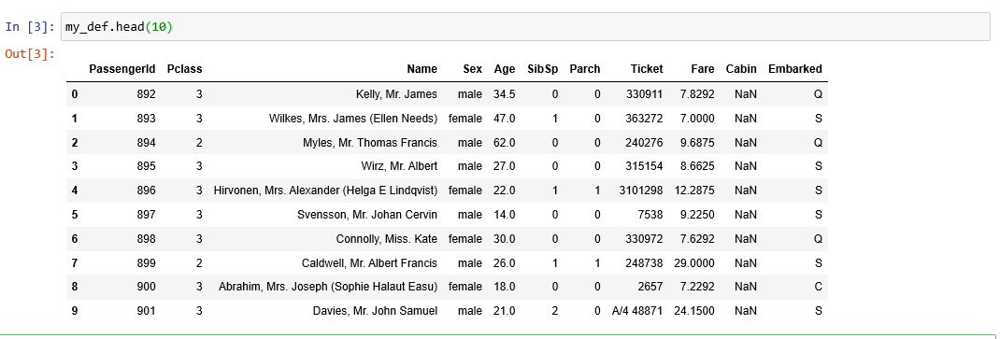 In [3]: my_def.head(10)
Out[3]:
PassengerId Pclass Name Sex Age SibSp Parch Ticket Fare Cabin Embarked
0 892 3 Kelly, Mr. James male 34.5 0 0 330911 7.8292 NaN Q
1 893 3 Wilkes, Mrs. James (Ellen Needs) female 47.0 1 0 363272 7.0000 NaN S
2 894 2 Myles, Mr. Thomas Francis male 62.0 0 0 240276 9.6875 NaN Q
3 895 3 Wirz, Mr. Albert male 27.0 0 0 315154 8.6625 NaN S
4 896 3 Hirvonen, Mrs. Alexander (Helga E Lindqvist) female 22.0 1 1 3101298 12.2875 NaN S
5 897 3 Svensson, Mr. Johan Cervin male 14.0 0 0 7538 9.2250 NaN S
6 898 3 Connolly, Miss. Kate female 30.0 0 0 330972 7.6292 NaN Q
7 899 2 Caldwell, Mr. Albert Francis male 26.0 1 1 248738 29.0000 NaN S
8 900 3 Abrahim, Mrs. Joseph (Sophie Halaut Easu) female 18.0 0 0 2657 7.2292 NaN C
9 901 3 Davies, Mr. John Samuel male 21.0 2 0 A/4 48871 24.1500 NaN S